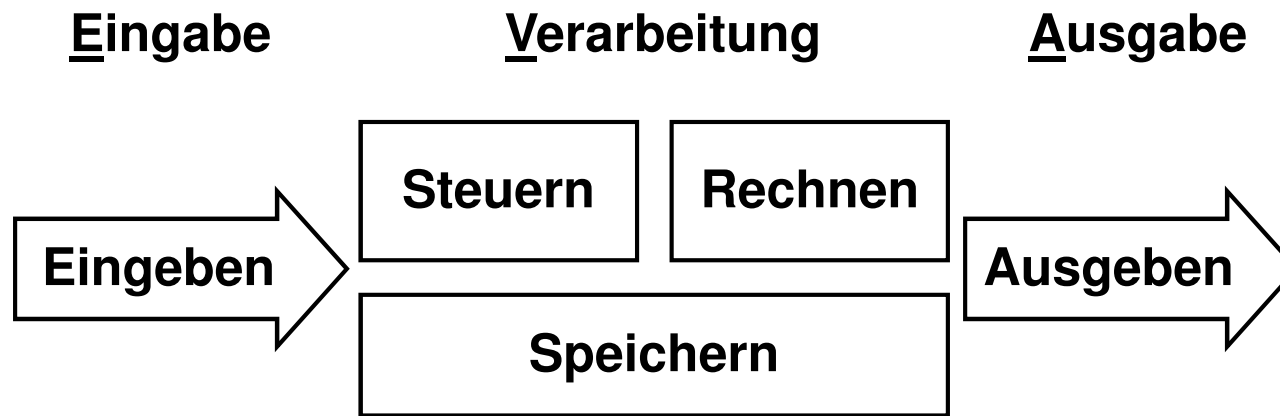 Eingabe
Verarbeitung
Ausgabe
Steuern
Rechnen
Eingeben
Ausgeben
Speichern